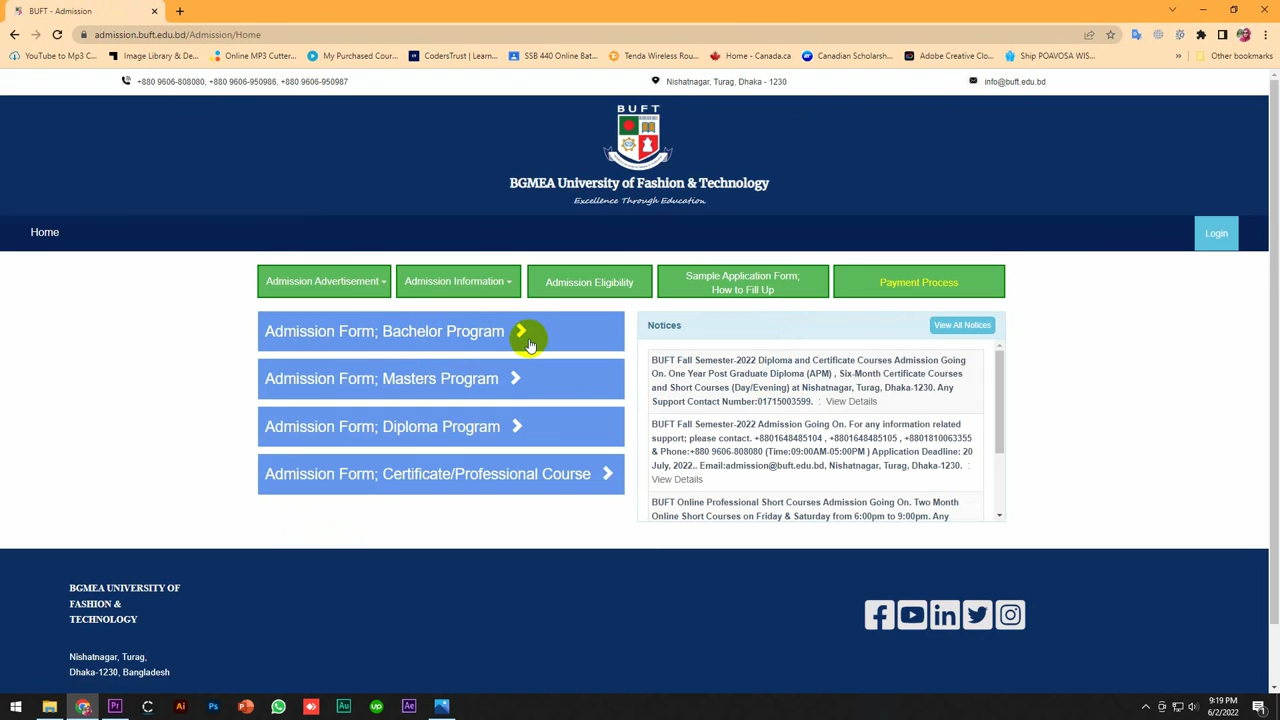 BUFT - Admission
admission.buft.edu.bd/Admission/Home
YouTube to Mp3 Co...
Image Library & De...
Online MP3 Cutter...
My Purchased Cour...
CodersTrust | Learn...
SSB 440 Online Bat...
Tenda Wireless Rou...
Home - Canada.ca
Canadian Scholarsh...
Adobe Creative Clo...
Ship POAVOSA WIS...
Other bookmarks
+880 9606-808080, +880 9606-950986, +880 9606-950987
Nishatnagar, Turag, Dhaka - 1230
info@buft.edu.bd
BUFT
BGMEA University of Fashion & Technology
Excellence Through Education
Home
Login
Admission Advertisement
Admission Information
Admission Eligibility
Sample Application Form;
How to Fill Up
Payment Process
Admission Form; Bachelor Program
Admission Form; Masters Program
Admission Form; Diploma Program
Admission Form; Certificate/Professional Course
Notices
View All Notices
BUFT Fall Semester-2022 Diploma and Certificate Courses Admission Going
On. One Year Post Graduate Diploma (APM) , Six-Month Certificate Courses
and Short Courses (Day/Evening) at Nishatnagar, Turag, Dhaka-1230. Any
Support Contact Number:01715003599. : View Details
BUFT Fall Semester-2022 Admission Going On. For any information related
support; please contact. +8801648485104 , +8801648485105 , +8801810063355
& Phone:+880 9606-808080 (Time:09:00AM-05:00PM ) Application Deadline: 20
July, 2022.. Email:admission@buft.edu.bd, Nishatnagar, Turag, Dhaka-1230. :
View Details
BUFT Online Professional Short Courses Admission Going On. Two Month
Online Short Courses on Friday & Saturday from 6:00pm to 9:00pm. Any
BGMEA UNIVERSITY OF
FASHION &
TECHNOLOGY
Nishatnagar, Turag,
Dhaka-1230, Bangladesh
9:19 PM
6/2/2022